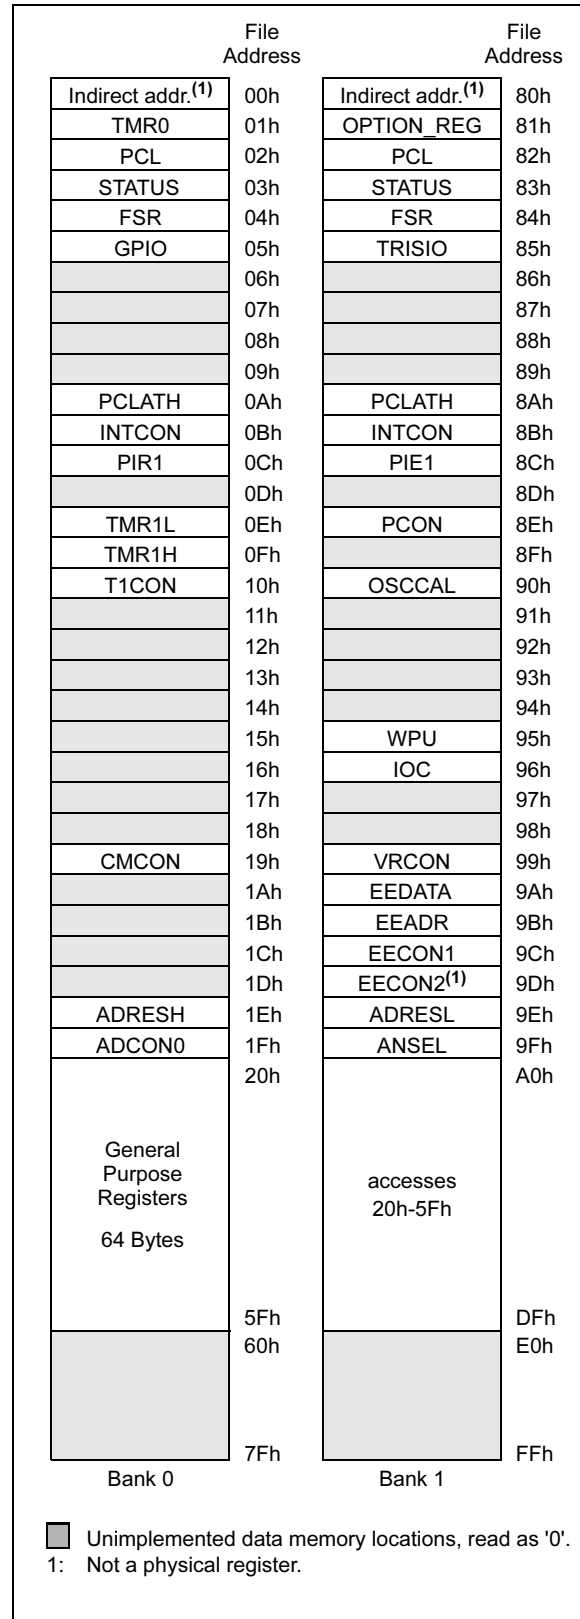 File Address File Address
Indirect addr.(1) 00h Indirect addr.(1) 80h
TMR0 01h OPTION_REG 81h
PCL 02h PCL 82h
STATUS 03h STATUS 83h
FSR 04h FSR 84h
GPIO 05h TRISIO 85h
06h 86h
07h 87h
08h 88h
09h 89h
PCLATH 0Ah PCLATH 8Ah
INTCON 0Bh INTCON 8Bh
PIR1 0Ch PIE1 8Ch
0Dh 8Dh
TMR1L 0Eh PCON 8Eh
TMR1H 0Fh 8Fh
T1CON 10h OSCCAL 90h
11h 91h
12h 92h
13h 93h
14h 94h
15h WPU 95h
16h IOC 96h
17h 97h
18h 98h
CMCON 19h VRCON 99h
1Ah EEDATA 9Ah
1Bh EEADR 9Bh
1Ch EECON1 9Ch
1Dh EECON2(1) 9Dh
ADRESH 1Eh ADRESL 9Eh
ADCON0 1Fh ANSEL 9Fh
20h A0h
General
Purpose
Registers
64 Bytes
accesses
20h-5Fh
5Fh DFh
60h E0h
7Fh FFh
Bank 0 Bank 1
Unimplemented data memory locations, read as '0'.
1: Not a physical register.